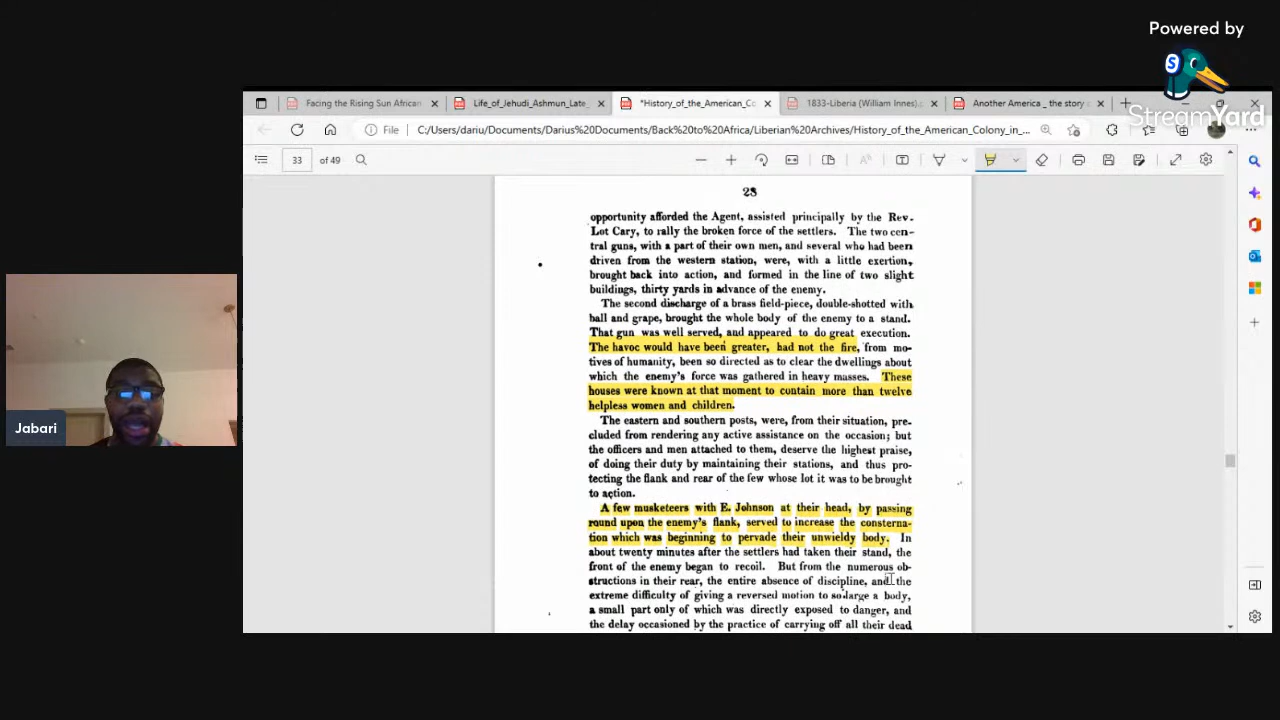 Powered by
StreamYard
Facing the Rising Sun African
Life_of_Jehudi_Ashmun_Late_
*History_of_the_American_Co
1833-Liberia (William Innes).
Another America _ the story
File
C:/Users/dariu/Documents/Darius%20Documents/Back%20to%20Africa/Liberian%20Archives/History_of_the_American_Colony_in_...
33 of 49
28
opportunity afforded the Agent, assisted principally by the Rev.
Lot Cary, to rally the broken force of the settlers. The two cen-
tral guns, with a part of their own men, and several who had been
driven from the western station, were, with a little exertion,
brought back into action, and formed in the line of two slight
buildings, thirty yards in advance of the enemy.
The second discharge of a brass field-piece, double-shotted with
ball and grape, brought the whole body of the enemy to a stand.
That gun was well served, and appeared to do great execution.
The havoc would have been greater, had not the fire, from mo-
tives of humanity, been so directed as to clear the dwellings about
which the enemy's force was gathered in heavy masses. These
houses were known at that moment to contain more than twelve
helpless women and children.
The eastern and southern posts, were, from their situation, pre-
cluded from rendering any active assistance on the occasion; but
the officers and men attached to them, deserve the highest praise,
of doing their duty by maintaining their stations, and thus pro-
tecting the flank and rear of the few whose lot it was to be brought
to action.
A few musketeers with E. Johnson at their head, by passing
round upon the enemy's flank, served to increase the consterna-
tion which was beginning to pervade their unwieldy body. In
about twenty minutes after the settlers had taken their stand, the
front of the enemy began to recoil. But from the numerous ob-
structions in their rear, the entire absence of discipline, and the
extreme difficulty of giving a reversed motion to so large a body,
a small part only of which was directly exposed to danger, and
the delay occasioned by the practice of carrying off all their dead
Jabari